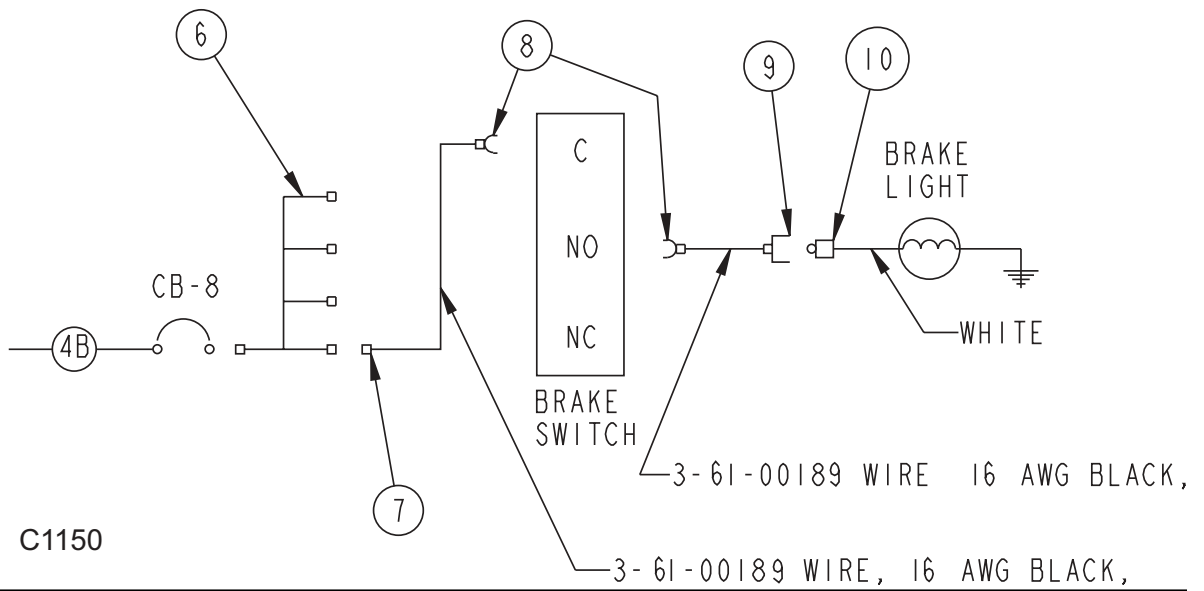 6
8
9
10
C
BRAKE
LIGHT
NO
CB-8
4B
NC
WHITE
BRAKE
SWITCH
3-61-00189 WIRE 16 AWG BLACK,
7
C1150
3-61-00189 WIRE, 16 AWG BLACK,